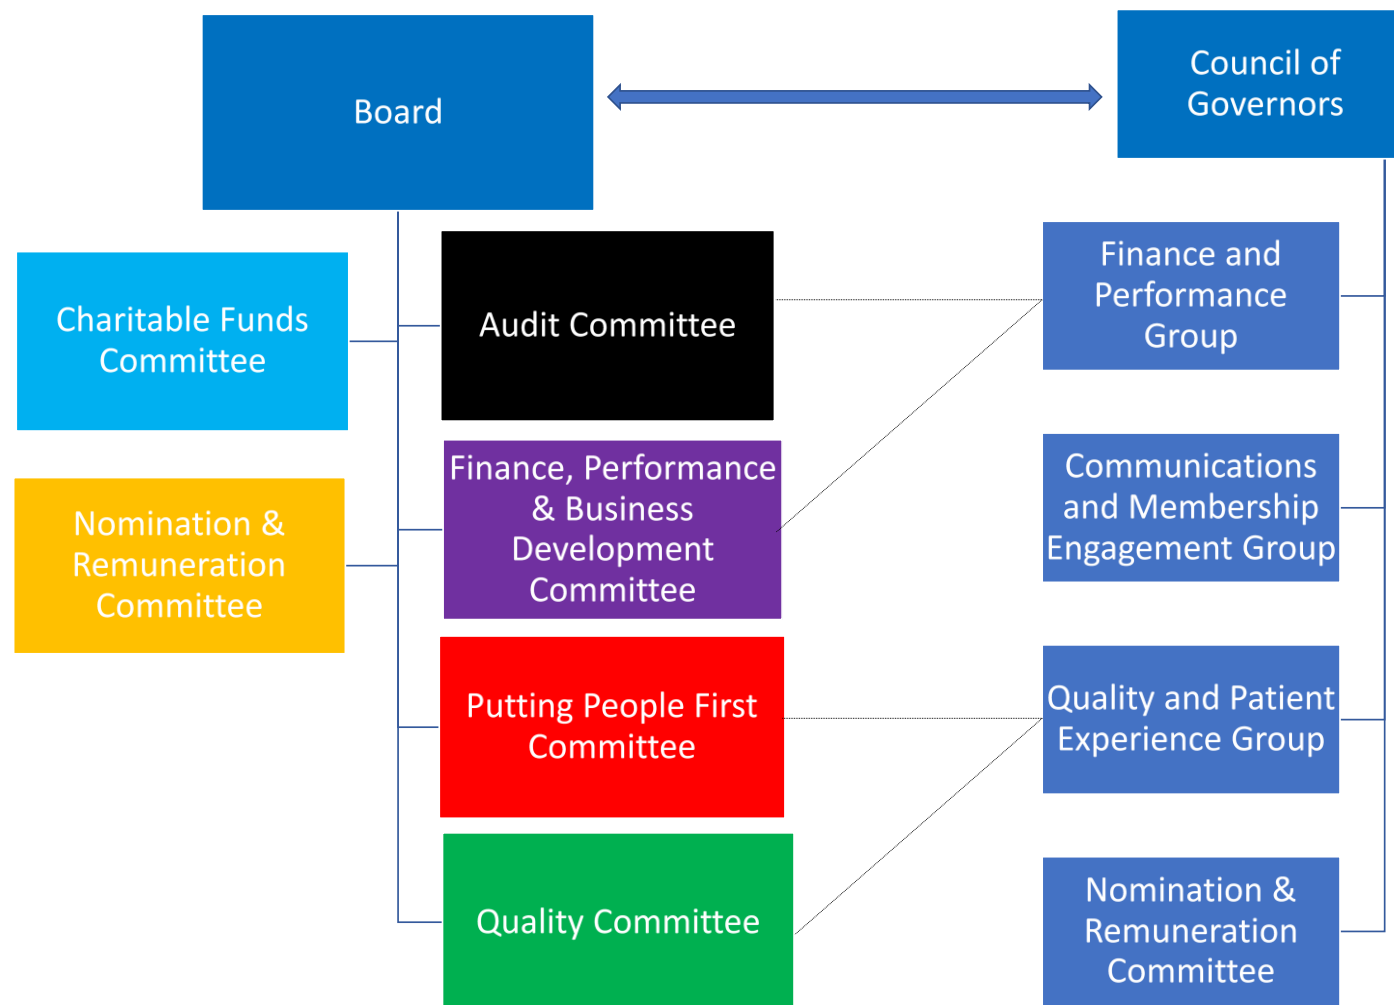 Board
Council of
Governors
Charitable Funds
Committee
Audit Committee
Finance and
Performance
Group
Nomination &
Remuneration
Committee
Finance, Performance
& Business
Development
Committee
Communications
and Membership
Engagement Group
Putting People First
Committee
Quality and Patient
Experience Group
Quality Committee
Nomination &
Remuneration
Committee